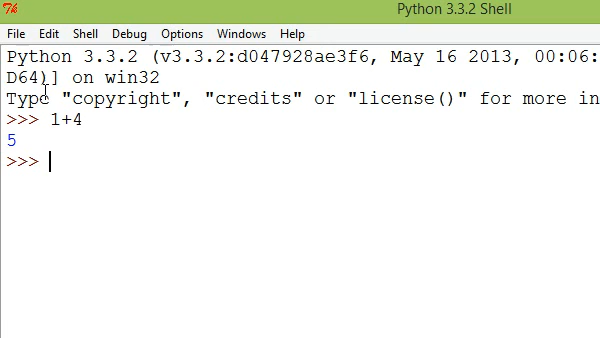 Python 3.3.2 Shell
File Edit Shell Debug Options Windows Help
Python 3.3.2 (v3.3.2:d047928ae3f6, May 16 2013, 00:06:
D64)] on win32
Type "copyright", "credits" or "license()" for more in
>>> 1+4
5
>>>